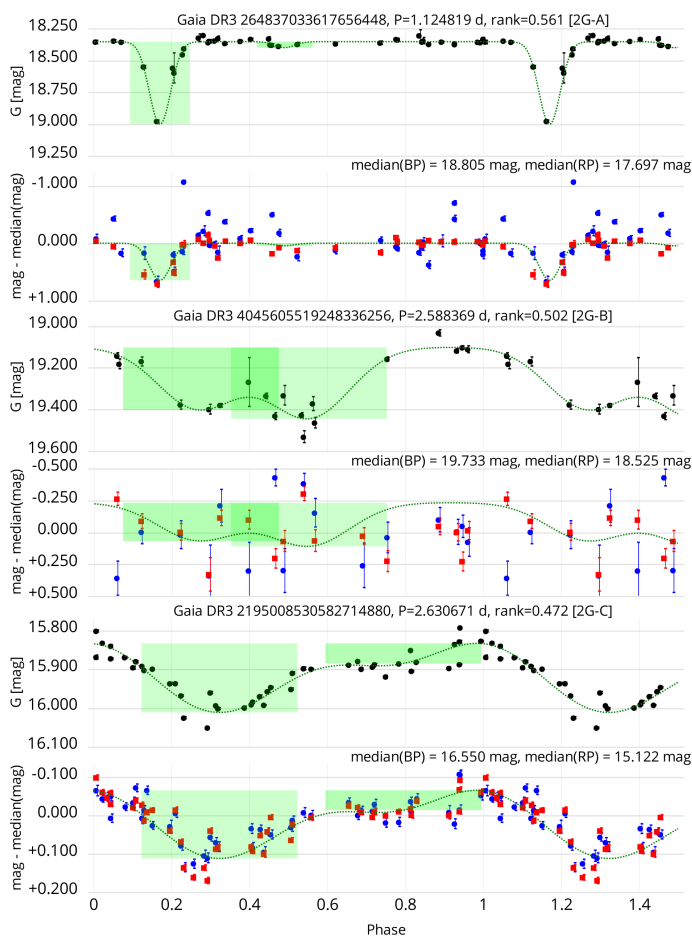 Gaia DR3 264837033617656448, P=1.124819 d, rank=0.561 [2G-A]
18.250
18.500
18.750
19.000
19.250
G [mag]
median(BP) = 18.805 mag, median(RP) = 17.697 mag
-1.000
0.000
+1.000
mag - median(mag)
Gaia DR3 4045605519248336256, P=2.588369 d, rank=0.502 [2G-B]
19.000
19.200
19.400
19.600
G [mag]
median(BP) = 19.733 mag, median(RP) = 18.525 mag
-0.500
-0.250
0.000
+0.250
+0.500
mag - median(mag)
Gaia DR3 2195008530582714880, P=2.630671 d, rank=0.472 [2G-C]
15.800
15.900
16.000
16.100
G [mag]
median(BP) = 16.550 mag, median(RP) = 15.122 mag
-0.100
0.000
+0.100
+0.200
mag - median(mag)
0 0.2 0.4 0.6 0.8 1 1.2 1.4
Phase